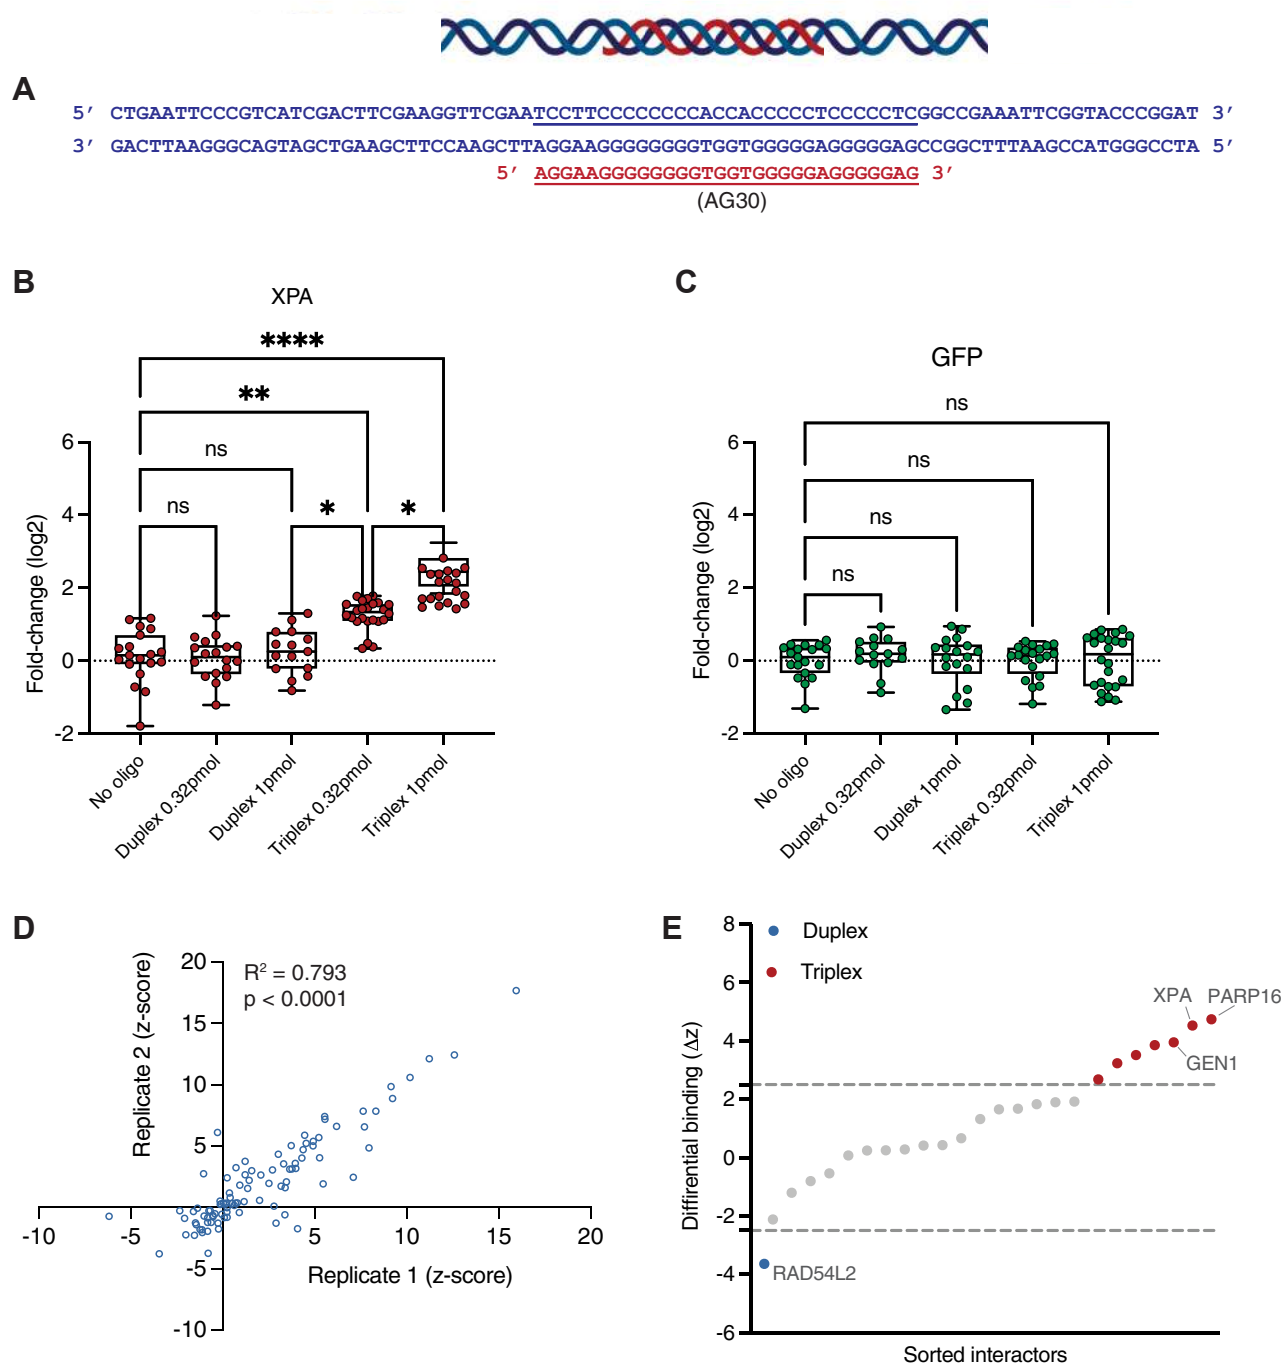 A
5′ CTGAATTCCCGTCATCGACTTCGAAGGTTCGAATCCTTCCCCCCCCACCACCCCCTCCCCCTCGGCCGAAATTCGGTACCCGGAT 3′
3′ GACTTAAGGGCAGTAGCTGAAGCTTCCAAGCTTAGGAAGGGGGGGGTGGTGGGGGAGGGGGAGCCGGCTTTAAGCCATGGGCCTA 5′
5′ AGGAAGGGGGGGGTGGTGGGGGAGGGGGAG 3′
(AG30)
B
XPA
****
**
ns
ns
*
*
Fold-change (log2)
6
4
2
0
-2
No oligo
Duplex 0.32pmol
Duplex 1pmol
Triplex 0.32pmol
Triplex 1pmol
C
GFP
ns
ns
ns
ns
Fold-change (log2)
6
4
2
0
-2
No oligo
Duplex 0.32pmol
Duplex 1pmol
Triplex 0.32pmol
Triplex 1pmol
D
R² = 0.793
p < 0.0001
Replicate 2 (z-score)
20
15
10
5
-5
-10
-10
-5
5
10
15
20
Replicate 1 (z-score)
E
Duplex
Triplex
Diffirential binding (Δz)
8
6
4
2
0
-2
-4
-6
XPA
PARP16
GEN1
RAD54L2
Sorted interactors